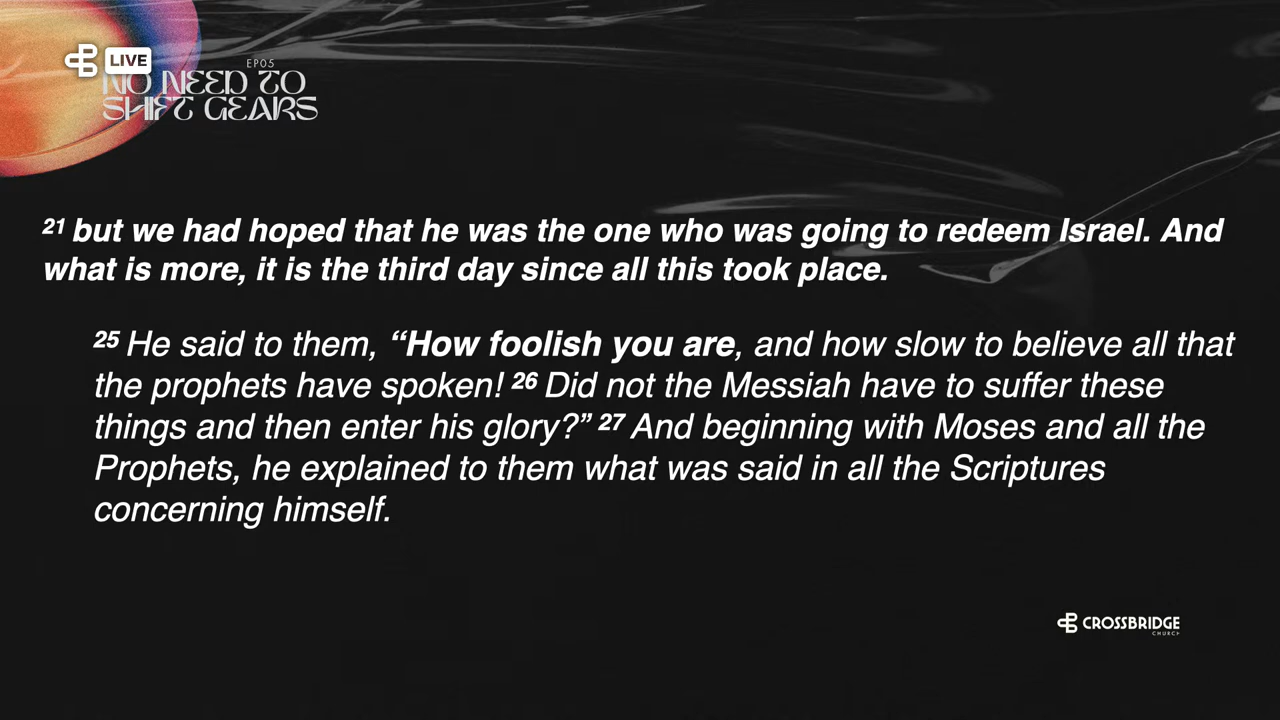 LIVE
EP05
NO NEED TO
SHIFT GEARS
21 but we had hoped that he was the one who was going to redeem Israel. And
what is more, it is the third day since all this took place.
25 He said to them, “How foolish you are, and how slow to believe all that
the prophets have spoken! 26 Did not the Messiah have to suffer these
things and then enter his glory?” 27 And beginning with Moses and all the
Prophets, he explained to them what was said in all the Scriptures
concerning himself.
CROSSBRIDGE
CHURCH